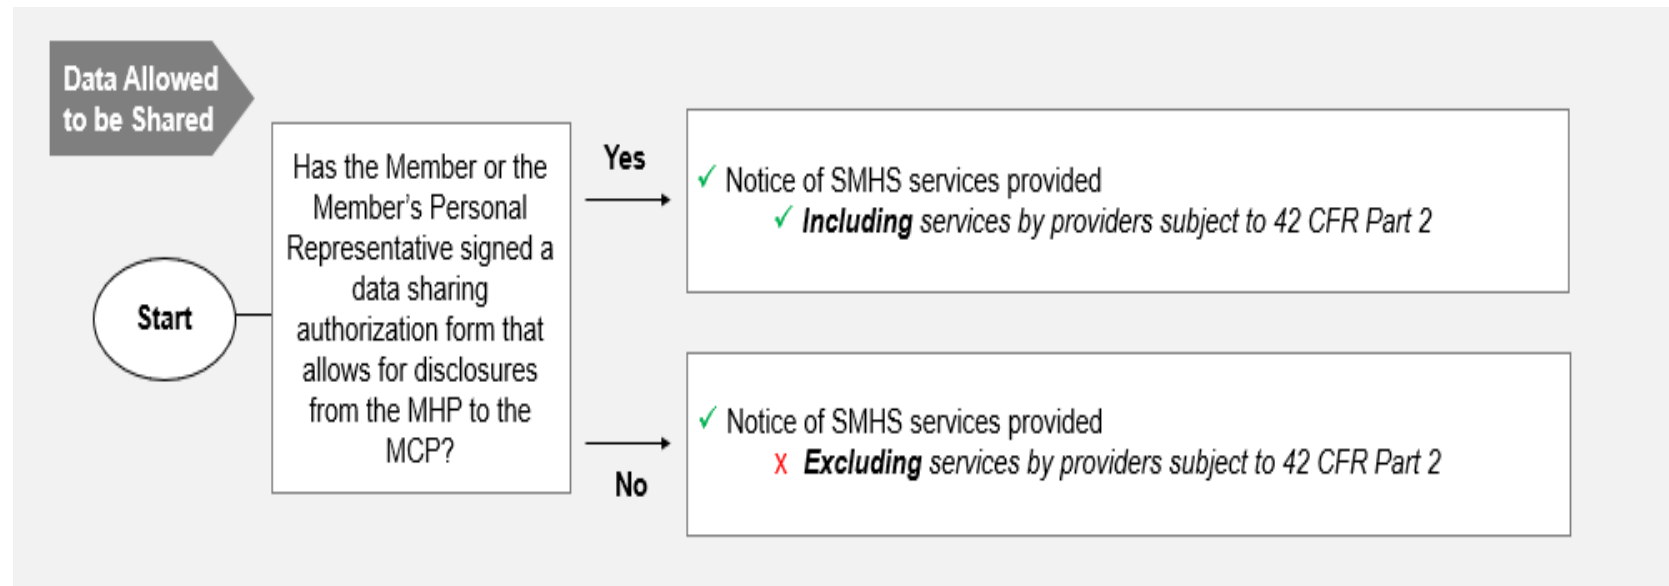 Data Allowed
to be Shared
Start
Has the Member or the
Member’s Personal
Representative signed a
data sharing
authorization form that
allows for disclosures
from the MHP to the
MCP?
Yes
✓ Notice of SMHS services provided
✓ Including services by providers subject to 42 CFR Part 2
No
✓ Notice of SMHS services provided
x Excluding services by providers subject to 42 CFR Part 2